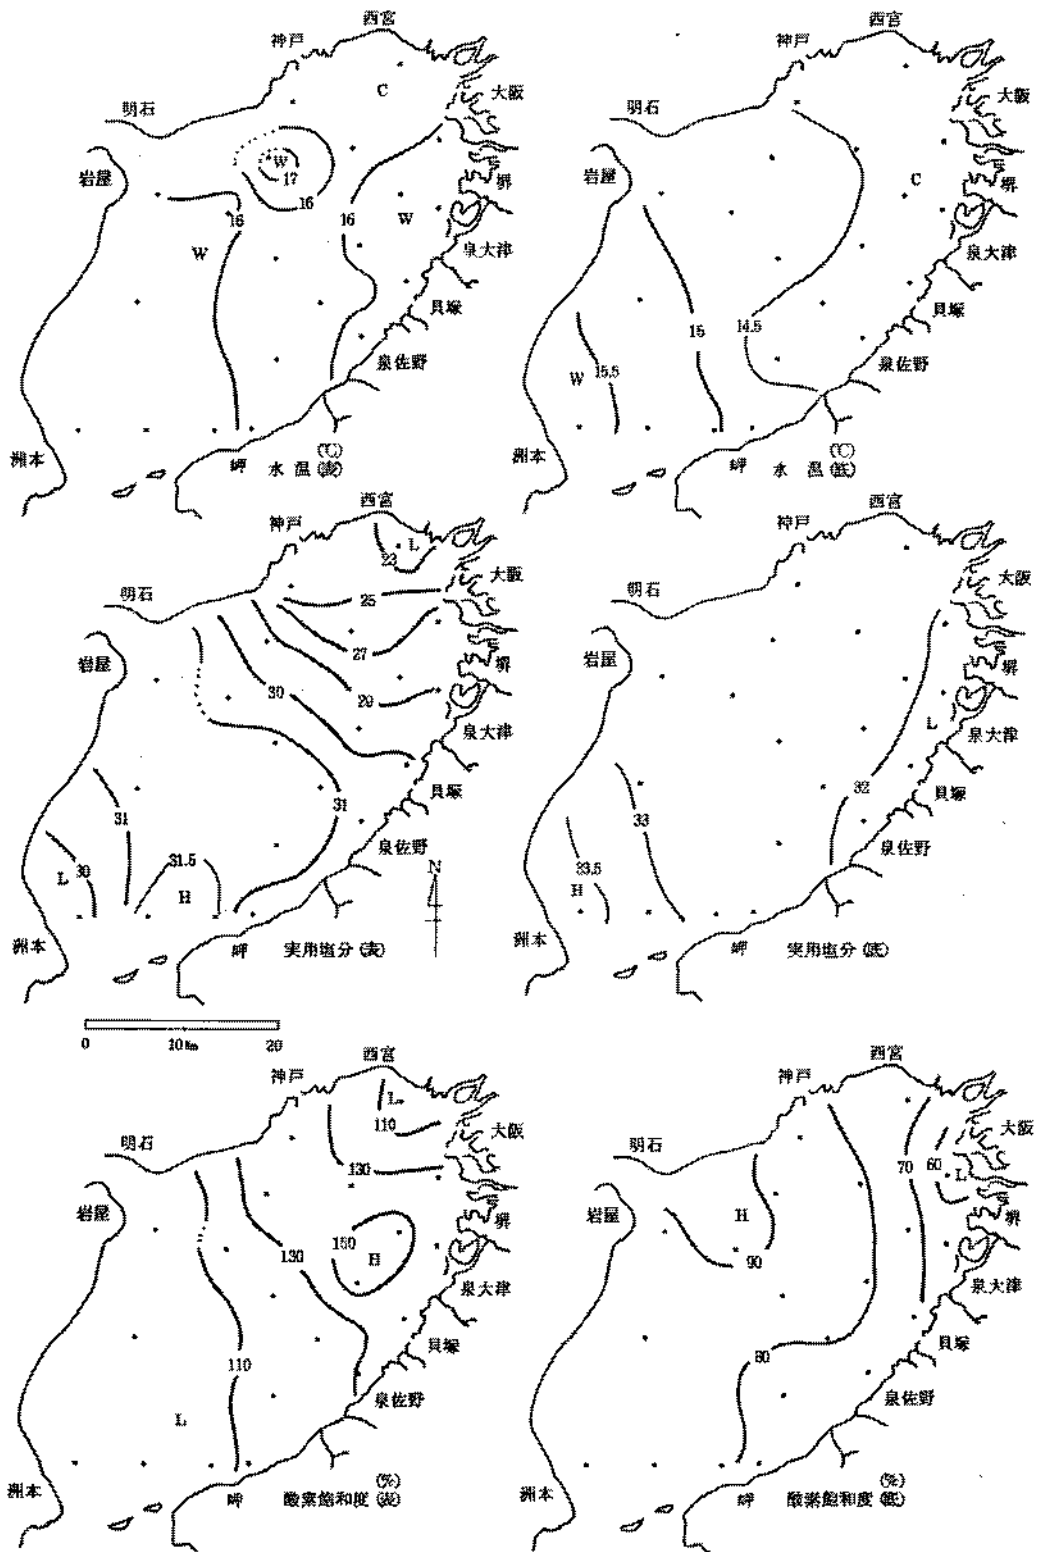 西宮
神戸
C
大阪
明石
W
17
岩屋
16
堺
16
16
W
W
泉大津
貝塚
泉佐野
洲本
岬
水温(表)
(℃)
西宮
神戸
大阪
明石
岩屋
C
堺
泉大津
貝塚
15
14.5
泉佐野
W
15.5
洲本
岬
水温(底)
(℃)
西宮
神戸
L
23
大阪
明石
25
27
岩屋
堺
30
29
泉大津
31
31
泉佐野
貝塚
31.5
L
30
H
N
洲本
岬
実用塩分(表)
西宮
神戸
大阪
明石
岩屋
堺
L
泉大津
32
貝塚
33
泉佐野
33.5
H
洲本
岬
実用塩分(底)
0
10km
20
西宮
神戸
L
110
大阪
明石
130
岩屋
堺
150
H
130
泉大津
貝塚
110
泉佐野
L
洲本
岬
酸素飽和度(表)
(%)
西宮
神戸
大阪
明石
70
60
L
岩屋
H
堺
90
泉大津
貝塚
80
泉佐野
洲本
岬
酸素飽和度(底)
(%)